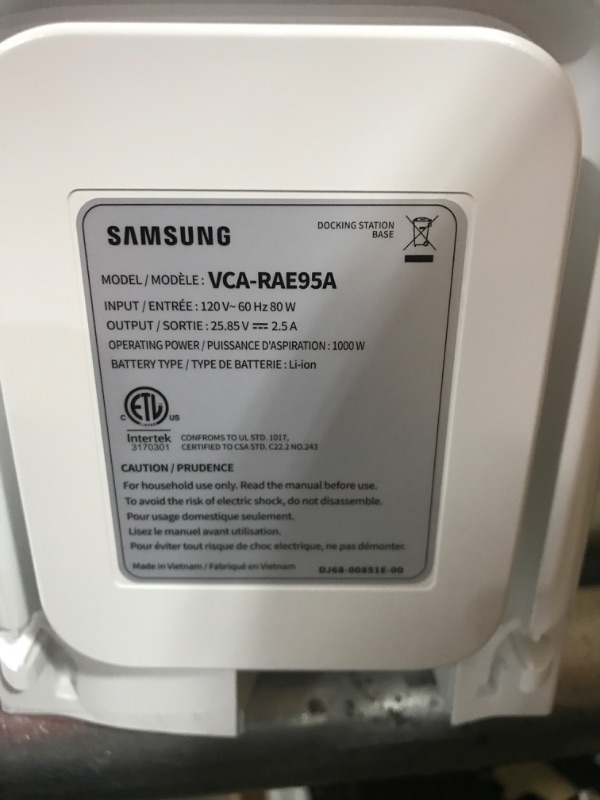 SAMSUNG
DOCKING STATION
BASE
MODEL / MODÈLE : VCA-RAE95A
INPUT / ENTRÉE : 120 V~ 60 Hz 80 W
OUTPUT / SORTIE : 25.85 V ⎓ 2.5 A
OPERATING POWER / PUISSANCE D'ASPIRATION : 1000 W
BATTERY TYPE / TYPE DE BATTERIE : Li-ion
C ETL US
LISTED
Intertek
3170301
CONFROMS TO UL STD. 1017,
CERTIFIED TO CSA STD. C22.2 NO.243
CAUTION / PRUDENCE
For household use only. Read the manual before use.
To avoid the risk of electric shock, do not disassemble.
Pour usage domestique seulement.
Lisez le manuel avant utilisation.
Pour éviter tout risque de choc electrique, ne pas démonter.
Made in Vietnam / Fabriqué en Vietnam
DJ68-00851E-00